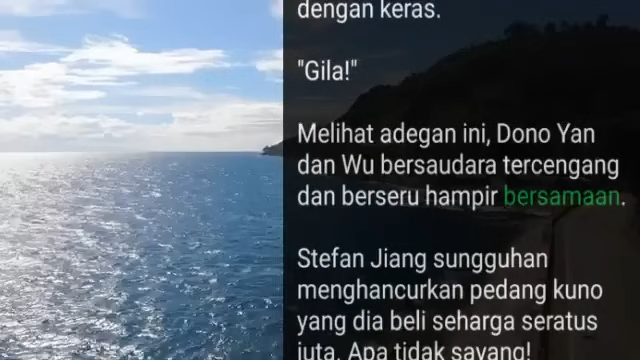 dengan keras.
"Gila!"
Melihat adegan ini, Dono Yan
dan Wu bersaudara tercengang
dan berseru hampir bersamaan.
Stefan Jiang sungguhan
menghancurkan pedang kuno
yang dia beli seharga seratus
juta. Apa tidak sayang!